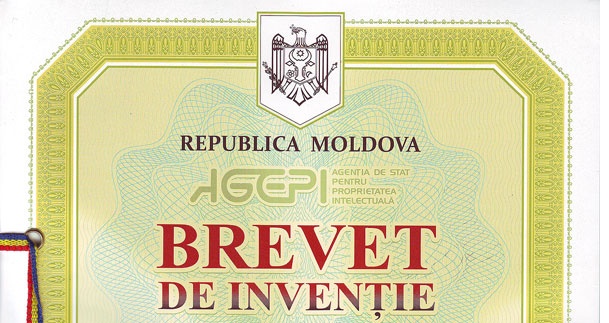 REPUBLICA MOLDOVA
AGEPI
AGENȚIA DE STAT
PENTRU
PROPRIETATEA
INTELECTUALĂ
BREVET
DE INVENȚIE